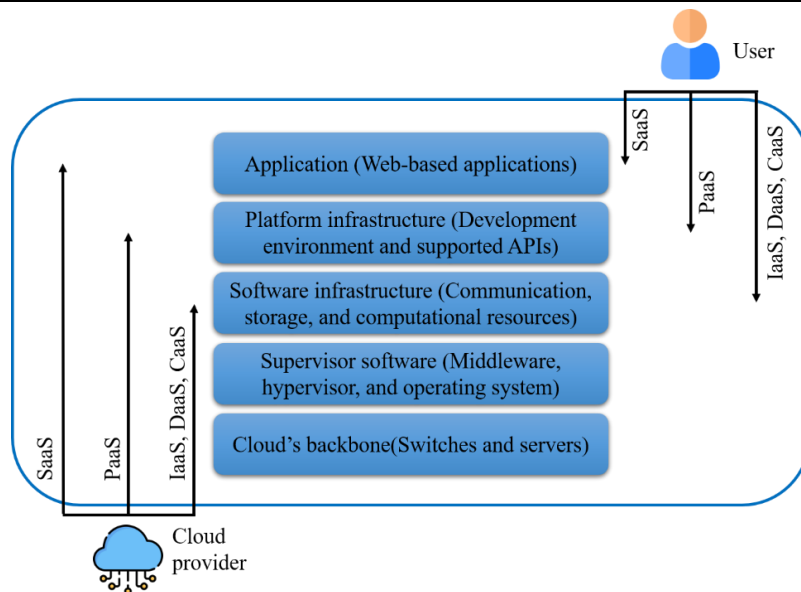 User
Application (Web-based applications)
Platform infrastructure (Development
environment and supported APIs)
Software infrastructure (Communication,
storage, and computational resources)
Supervisor software (Middleware,
hypervisor, and operating system)
Cloud’s backbone(Switches and servers)
SaaS
PaaS
IaaS, DaaS, CaaS
SaaS
PaaS
IaaS, DaaS, CaaS
Cloud
provider